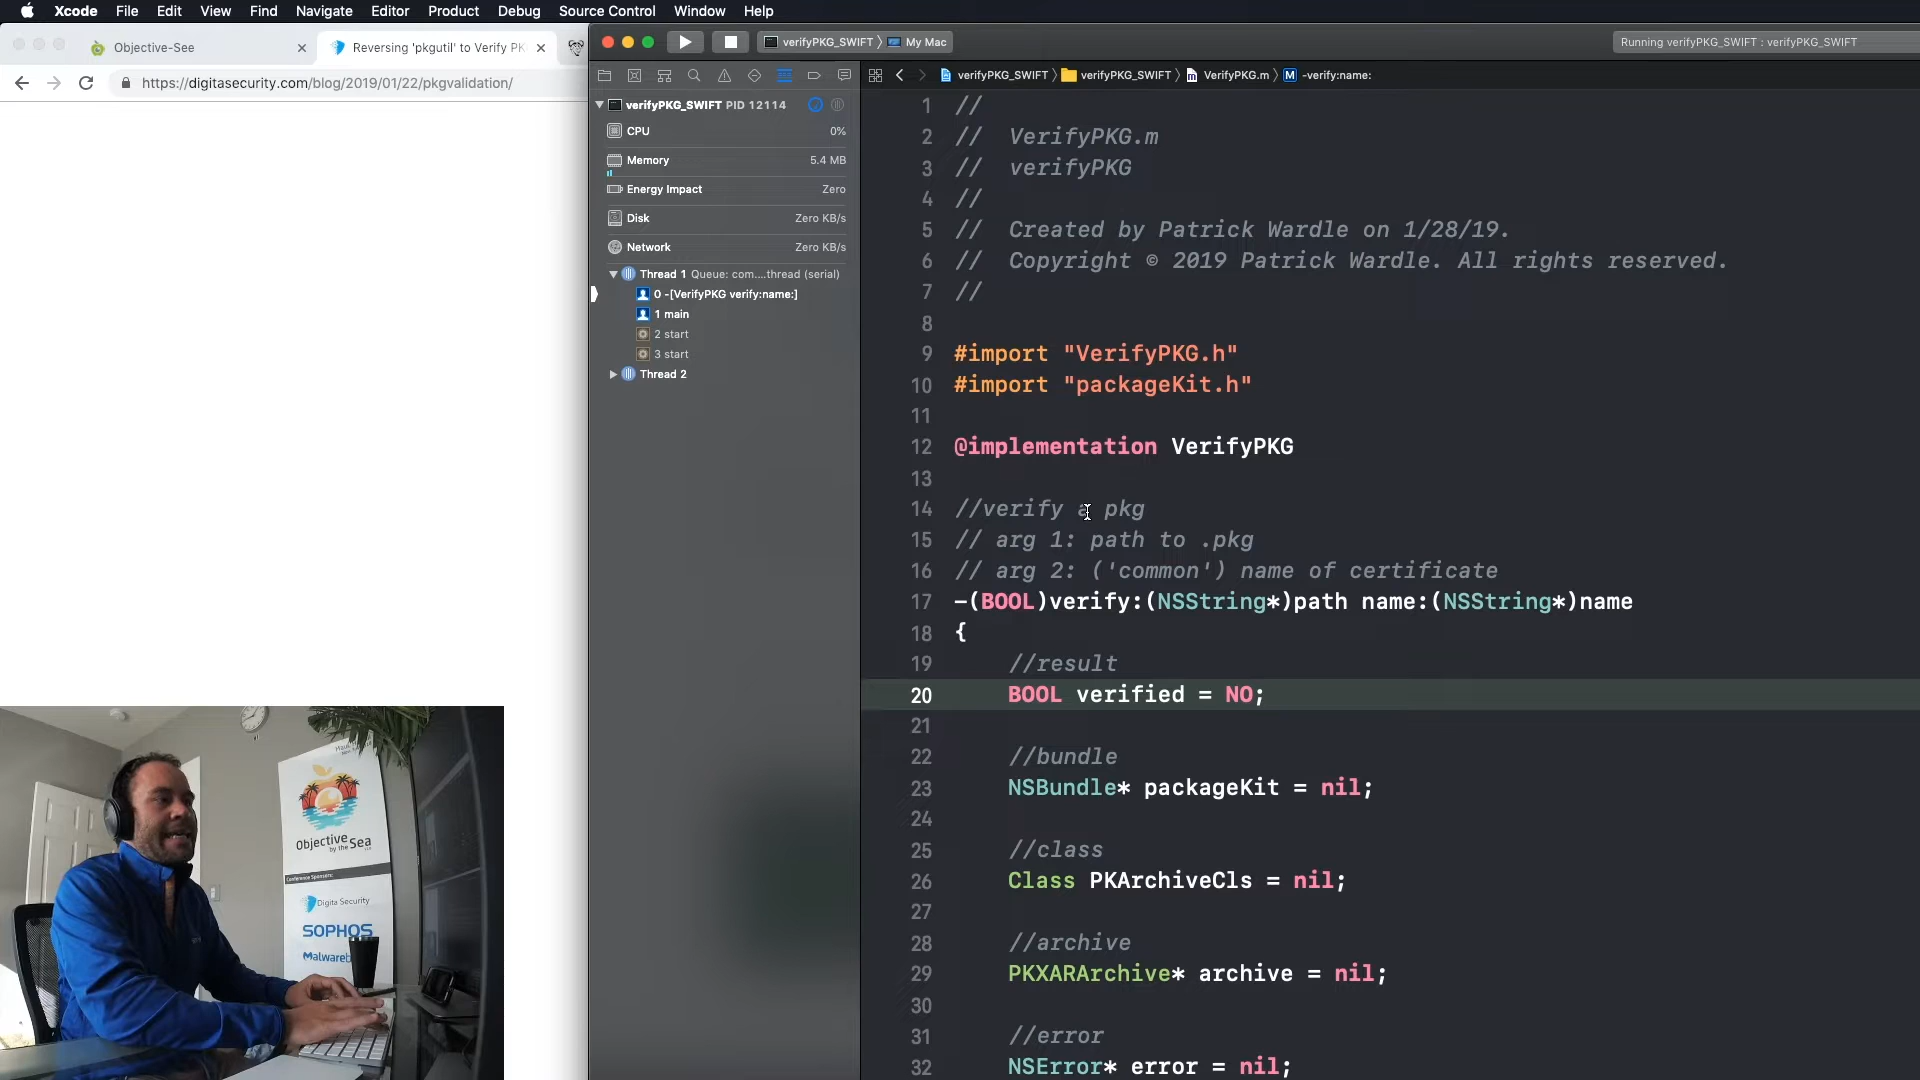 Xcode File Edit View Find Navigate Editor Product Debug Source Control Window Help
Objective-See
Reversing 'pkgutil' to Verify PK
https://digitasecurity.com/blog/2019/01/22/pkgvalidation/
verifyPKG_SWIFT My Mac
Running verifyPKG_SWIFT : verifyPKG_SWIFT
verifyPKG_SWIFT verifyPKG_SWIFT VerifyPKG.m M -verify:name:
verifyPKG_SWIFT PID 12114
CPU 0%
Memory 5.4 MB
Energy Impact Zero
Disk Zero KB/s
Network Zero KB/s
Thread 1 Queue: com....thread (serial)
0 -[VerifyPKG verify:name:]
1 main
2 start
3 start
Thread 2
1 //
2 // VerifyPKG.m
3 // verifyPKG
4 //
5 // Created by Patrick Wardle on 1/28/19.
6 // Copyright © 2019 Patrick Wardle. All rights reserved.
7 //
8
9 #import "VerifyPKG.h"
10 #import "packageKit.h"
11
12 @implementation VerifyPKG
13
14 //verify a pkg
15 // arg 1: path to .pkg
16 // arg 2: ('common') name of certificate
17 -(BOOL)verify:(NSString*)path name:(NSString*)name
18 {
19 //result
20 BOOL verified = NO;
21
22 //bundle
23 NSBundle* packageKit = nil;
24
25 //class
26 Class PKArchiveCls = nil;
27
28 //archive
29 PKXARArchive* archive = nil;
30
31 //error
32 NSError* error = nil;
Objective by the Sea
Conference Sponsors:
Digita Security
SOPHOS
Malwareb